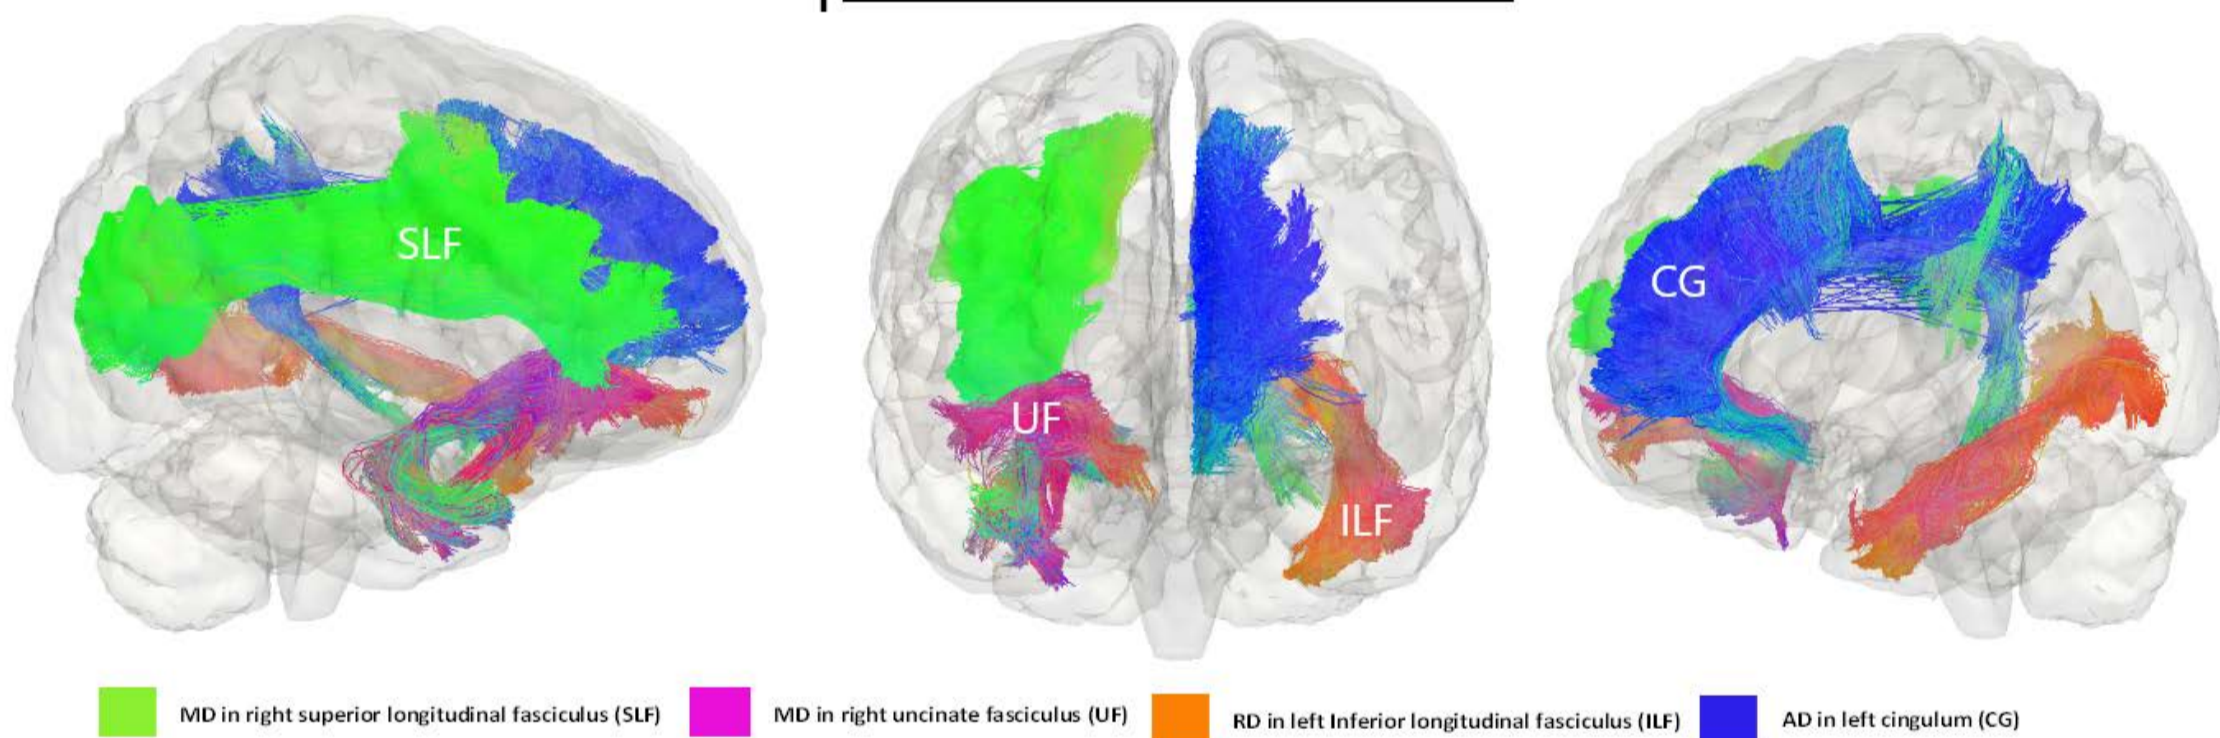 SLF
CG
UF
ILF
MD in right superior longitudinal fasciculus (SLF)
MD in right uncinate fasciculus (UF)
RD in left Inferior longitudinal fasciculus (ILF)
AD in left cingulum (CG)